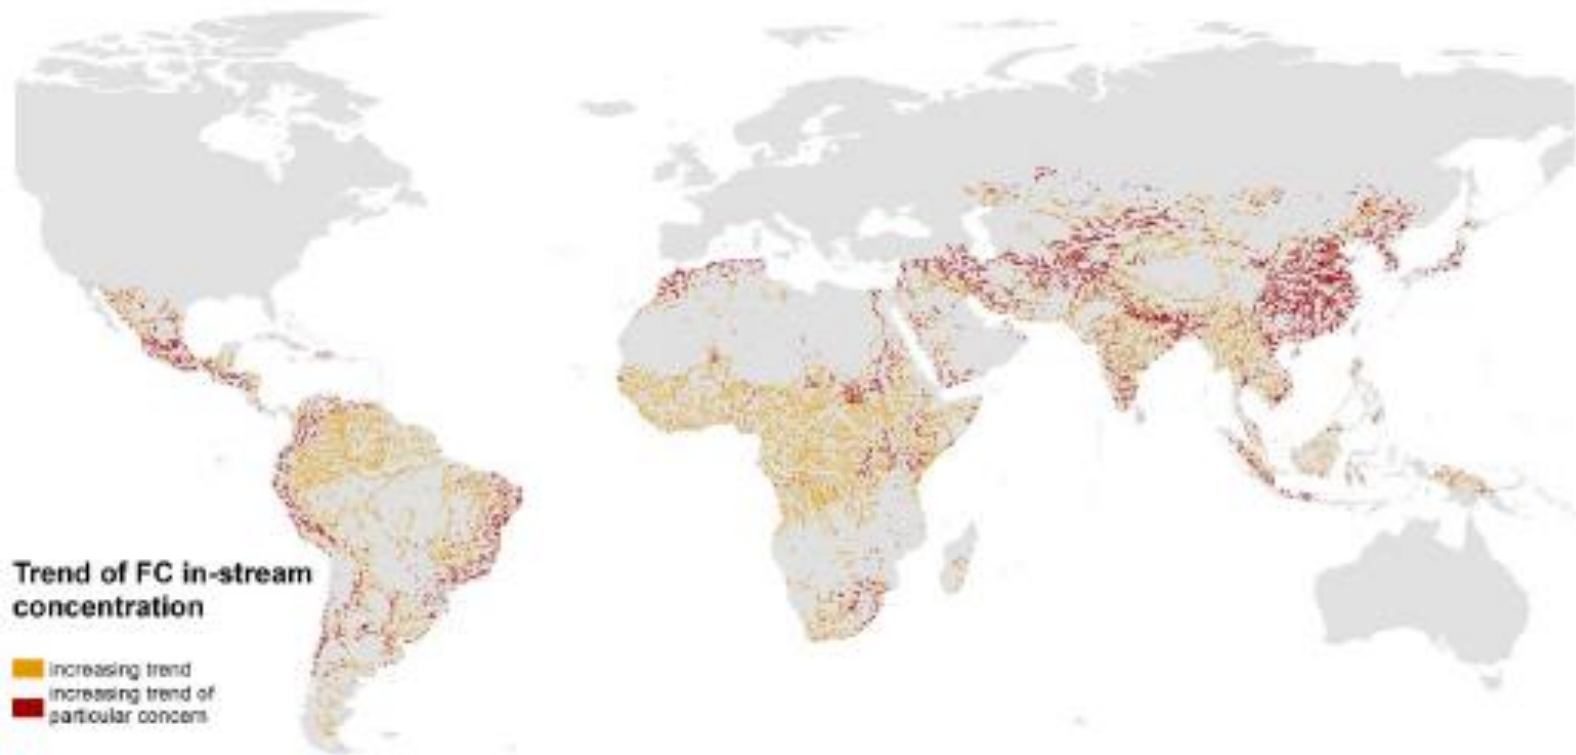 Trend of FC in-stream
concentration
increasing trend
increasing trend of
particular concern